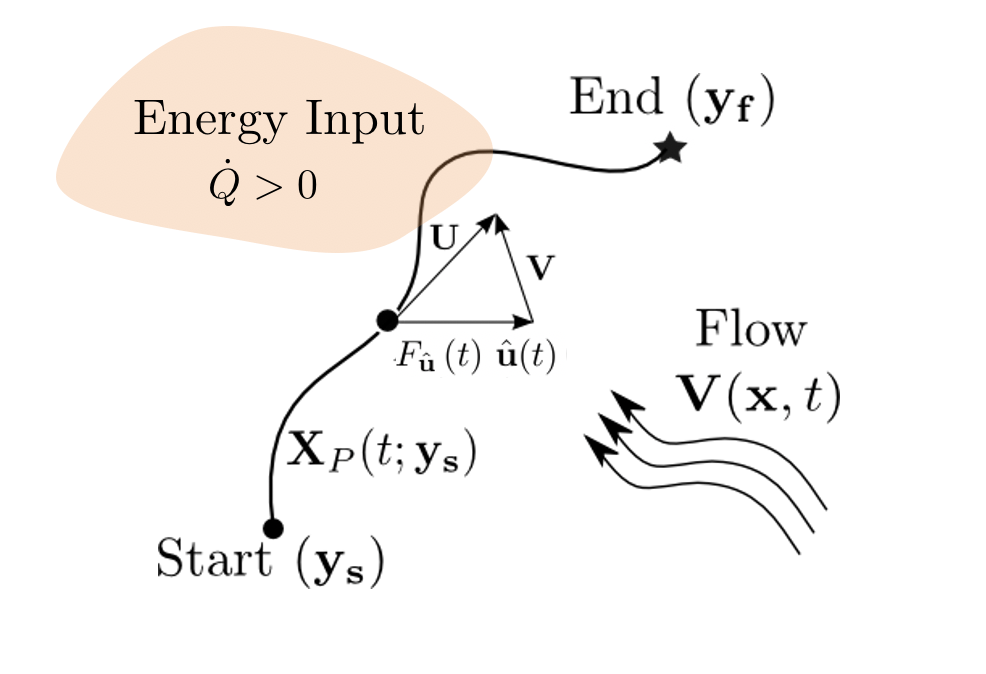 Energy Input
Q̇ > 0
End (y_f)
U
V
F_û (t) û(t)
Flow
V(x, t)
X_P(t; y_s)
Start (y_s)